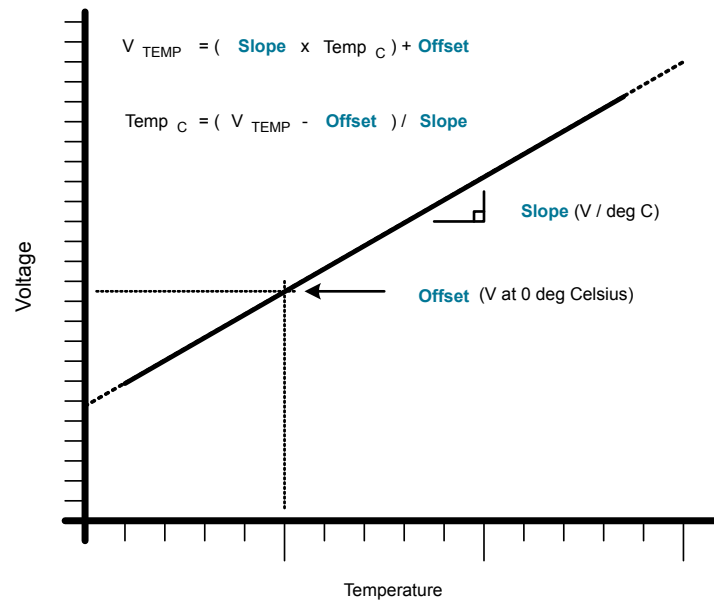 V TEMP = ( Slope x Temp C ) + Offset
Temp C = ( V TEMP - Offset ) / Slope
Slope (V / deg C)
Voltage
Offset (V at 0 deg Celsius)
Temperature